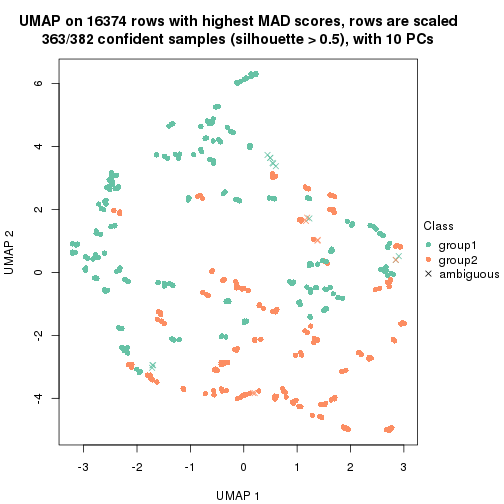 UMAP on 16374 rows with highest MAD scores, rows are scaled
363/382 confident samples (silhouette > 0.5), with 10 PCs
6
4
2
0
-2
-4
UMAP 2
-3
-2
-1
0
1
2
3
UMAP 1
Class
group1
group2
ambiguous